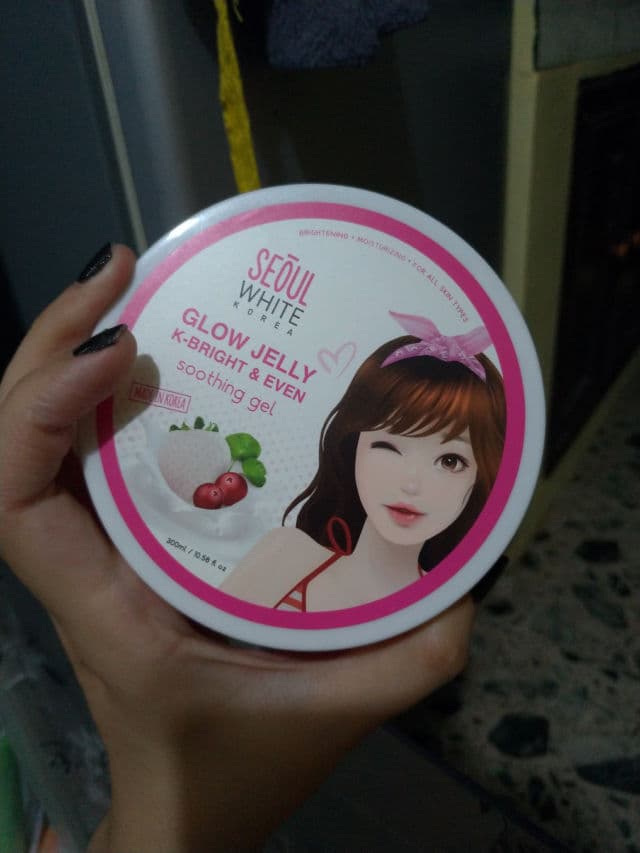 BRIGHTENING • MOISTURIZING • FOR ALL SKIN TYPES
SEŌUL
WHITE
KOREA
GLOW JELLY
K-BRIGHT & EVEN
soothing gel
MADE IN KOREA
300ml / 10.58 fl. oz